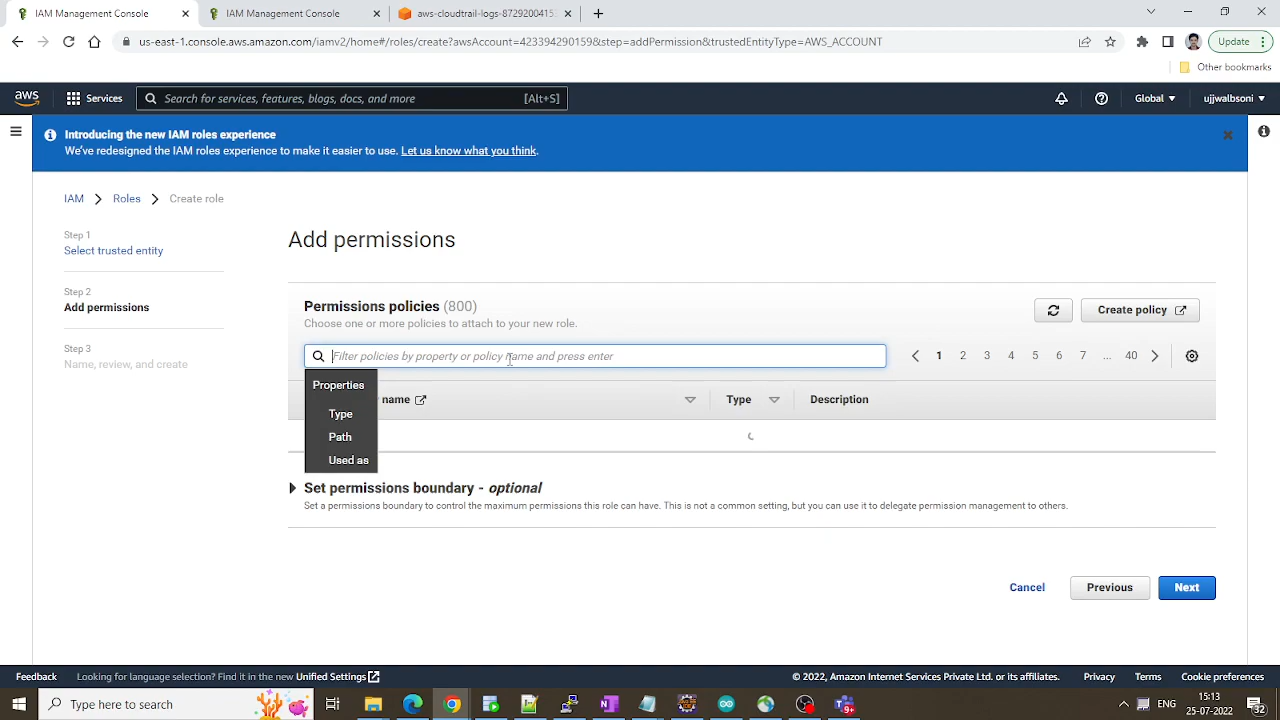 IAM Management Console
IAM Management Console
aws-cloudtrail-logs-8729200415
us-east-1.console.aws.amazon.com/iamv2/home#/roles/create?awsAccount=423394290159&step=addPermission&trustedEntityType=AWS_ACCOUNT
Update
Other bookmarks
aws
Services
Search for services, features, blogs, docs, and more
[Alt+S]
Global
ujjwalbsoni
Introducing the new IAM roles experience
We've redesigned the IAM roles experience to make it easier to use. Let us know what you think.
IAM
Roles
Create role
Step 1
Select trusted entity
Step 2
Add permissions
Step 3
Name, review, and create
Add permissions
Permissions policies (800)
Choose one or more policies to attach to your new role.
Create policy
Filter policies by property or policy name and press enter
1 2 3 4 5 6 7 ... 40
Properties
Type
Path
Used as
name
Type
Description
Set permissions boundary - optional
Set a permissions boundary to control the maximum permissions this role can have. This is not a common setting, but you can use it to delegate permission management to others.
Cancel
Previous
Next
Feedback
Looking for language selection? Find it in the new Unified Settings
© 2022, Amazon Internet Services Private Ltd. or its affiliates.
Privacy
Terms
Cookie preferences
Type here to search
9+
ENG
15:13
25-07-2022